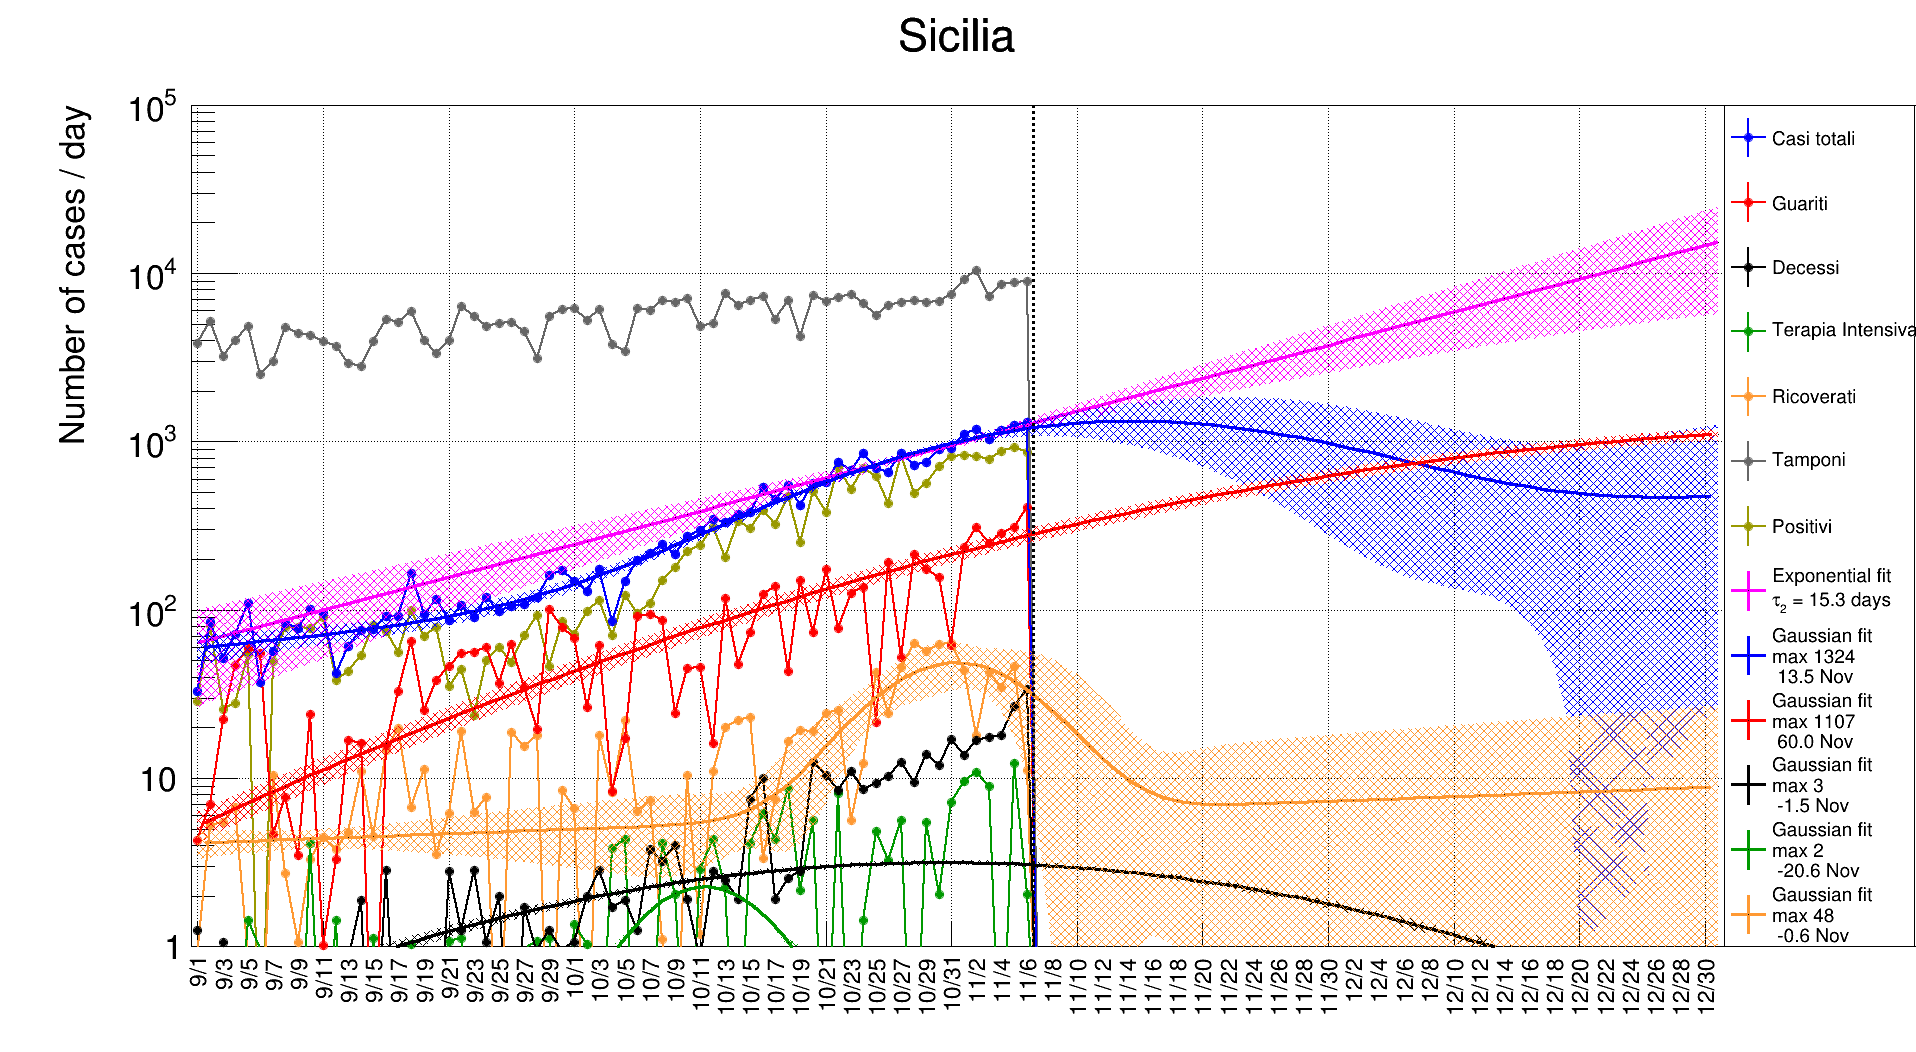 Sicilia
Number of cases / day
10^5
10^4
10^3
10^2
10
1
9/1 9/3 9/5 9/7 9/9 9/11 9/13 9/15 9/17 9/19 9/21 9/23 9/25 9/27 9/29 10/1 10/3 10/5 10/7 10/9 10/11 10/13 10/15 10/17 10/19 10/21 10/23 10/25 10/27 10/29 10/31 11/2 11/4 11/6 11/8 11/10 11/12 11/14 11/16 11/18 11/20 11/22 11/24 11/26 11/28 11/30 12/2 12/4 12/6 12/8 12/10 12/12 12/14 12/16 12/18 12/20 12/22 12/24 12/26 12/28 12/30
Casi totali
Guariti
Decessi
Terapia Intensiva
Ricoverati
Tamponi
Positivi
Exponential fit
τ2 = 15.3 days
Gaussian fit
max 1324
13.5 Nov
Gaussian fit
max 1107
60.0 Nov
Gaussian fit
max 3
-1.5 Nov
Gaussian fit
max 2
-20.6 Nov
Gaussian fit
max 48
-0.6 Nov